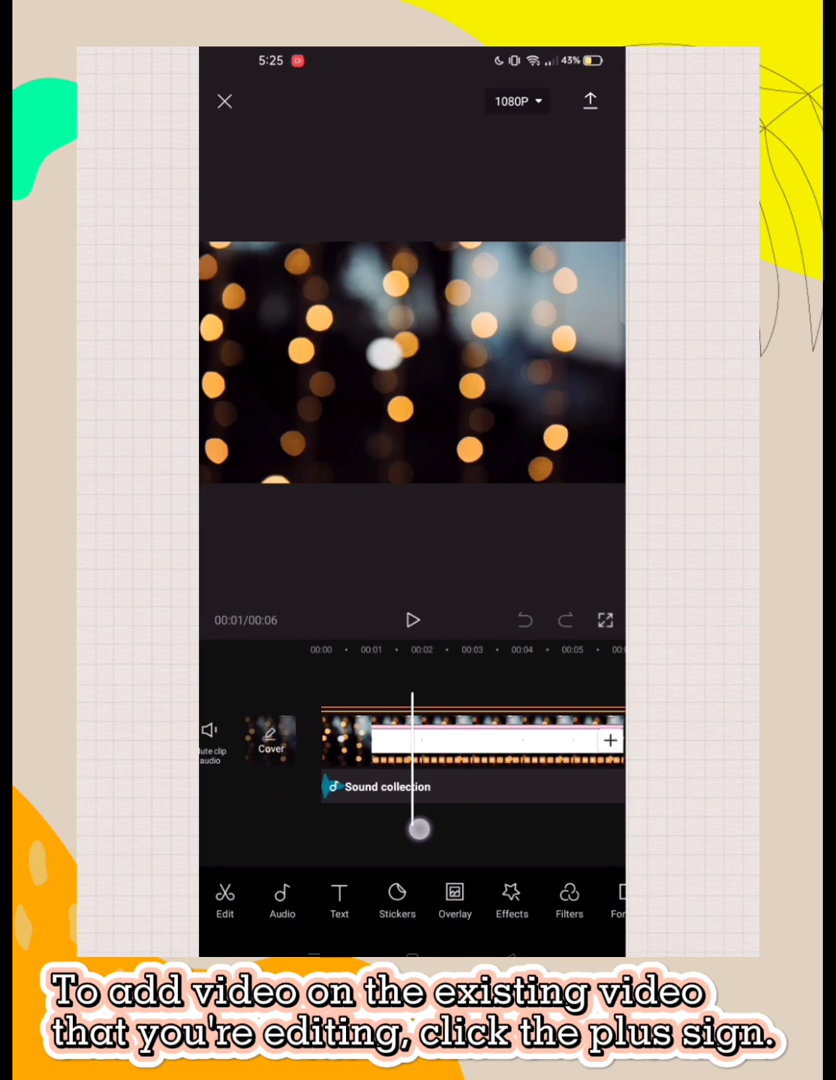 5:25 43%
1080P
00:01/00:06
00:00 00:01 00:02 00:03 00:04 00:05
Cover
audio
Sound collection
Edit Audio Text Stickers Overlay Effects Filters
To add video on the existing video
that you're editing, click the plus sign.